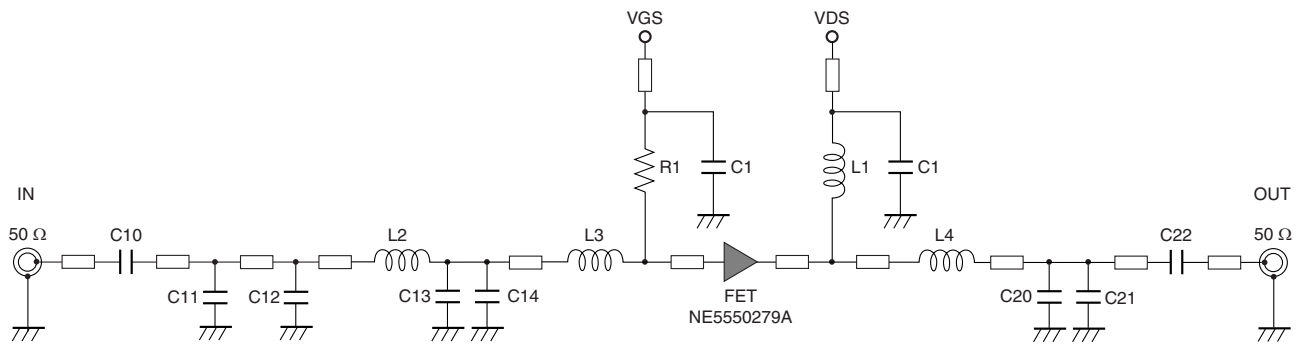 VGS
VDS
R1
C1
L1
C1
IN
OUT
50 Ω
C10
L2
L3
L4
C22
50 Ω
C11
C12
C13
C14
FET
NE5550279A
C20
C21